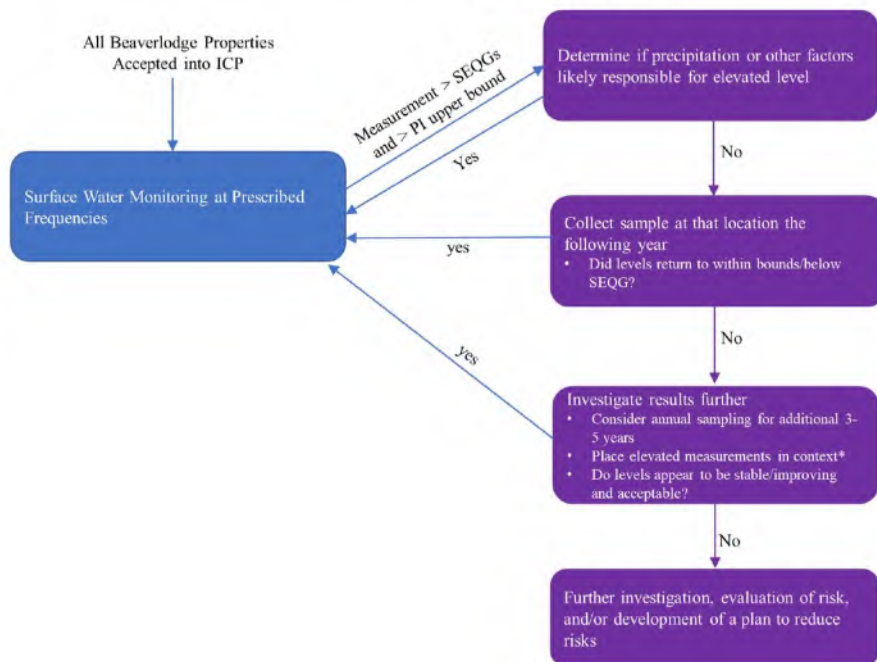 All Beaverlodge Properties
Accepted into ICP
Measurement > SEQGs
and > PI upper bound
Yes
Determine if precipitation or other factors
likely responsible for elevated level
No
Surface Water Monitoring at Prescribed
Frequencies
yes
Collect sample at that location the
following year
• Did levels return to within bounds/below
SEQG?
No
yes
Investigate results further
• Consider annual sampling for additional 3-
5 years
• Place elevated measurements in context*
• Do levels appear to be stable/improving
and acceptable?
No
Further investigation, evaluation of risk,
and/or development of a plan to reduce
risks